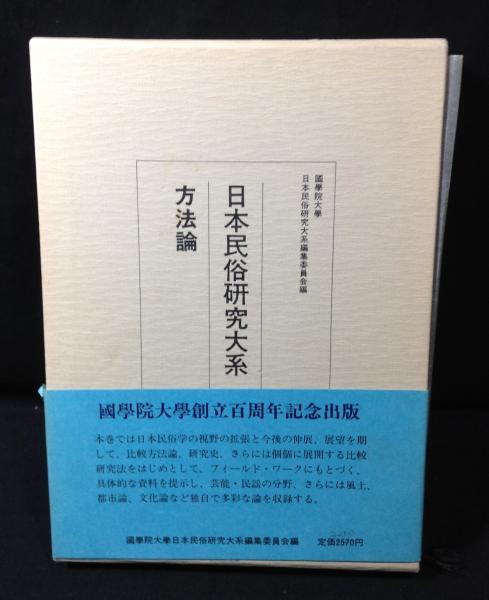 國學院大學
日本民俗研究大系編集委員会編
日本民俗研究大系
方法論
國學院大學創立百周年記念出版
本巻では日本民俗学の視野の拡張と今後の伸展、展望を期
して、比較方法論、研究史、さらには個個に展開する比較
研究法をはじめとして、フィールド・ワークにもとづく、
具体的な資料を提示し、芸能・民謡の分野、さらには風土、
都市論、文化論など独自で多彩な論を収録する。
國學院大學日本民俗研究大系編集委員会編
定価2570円